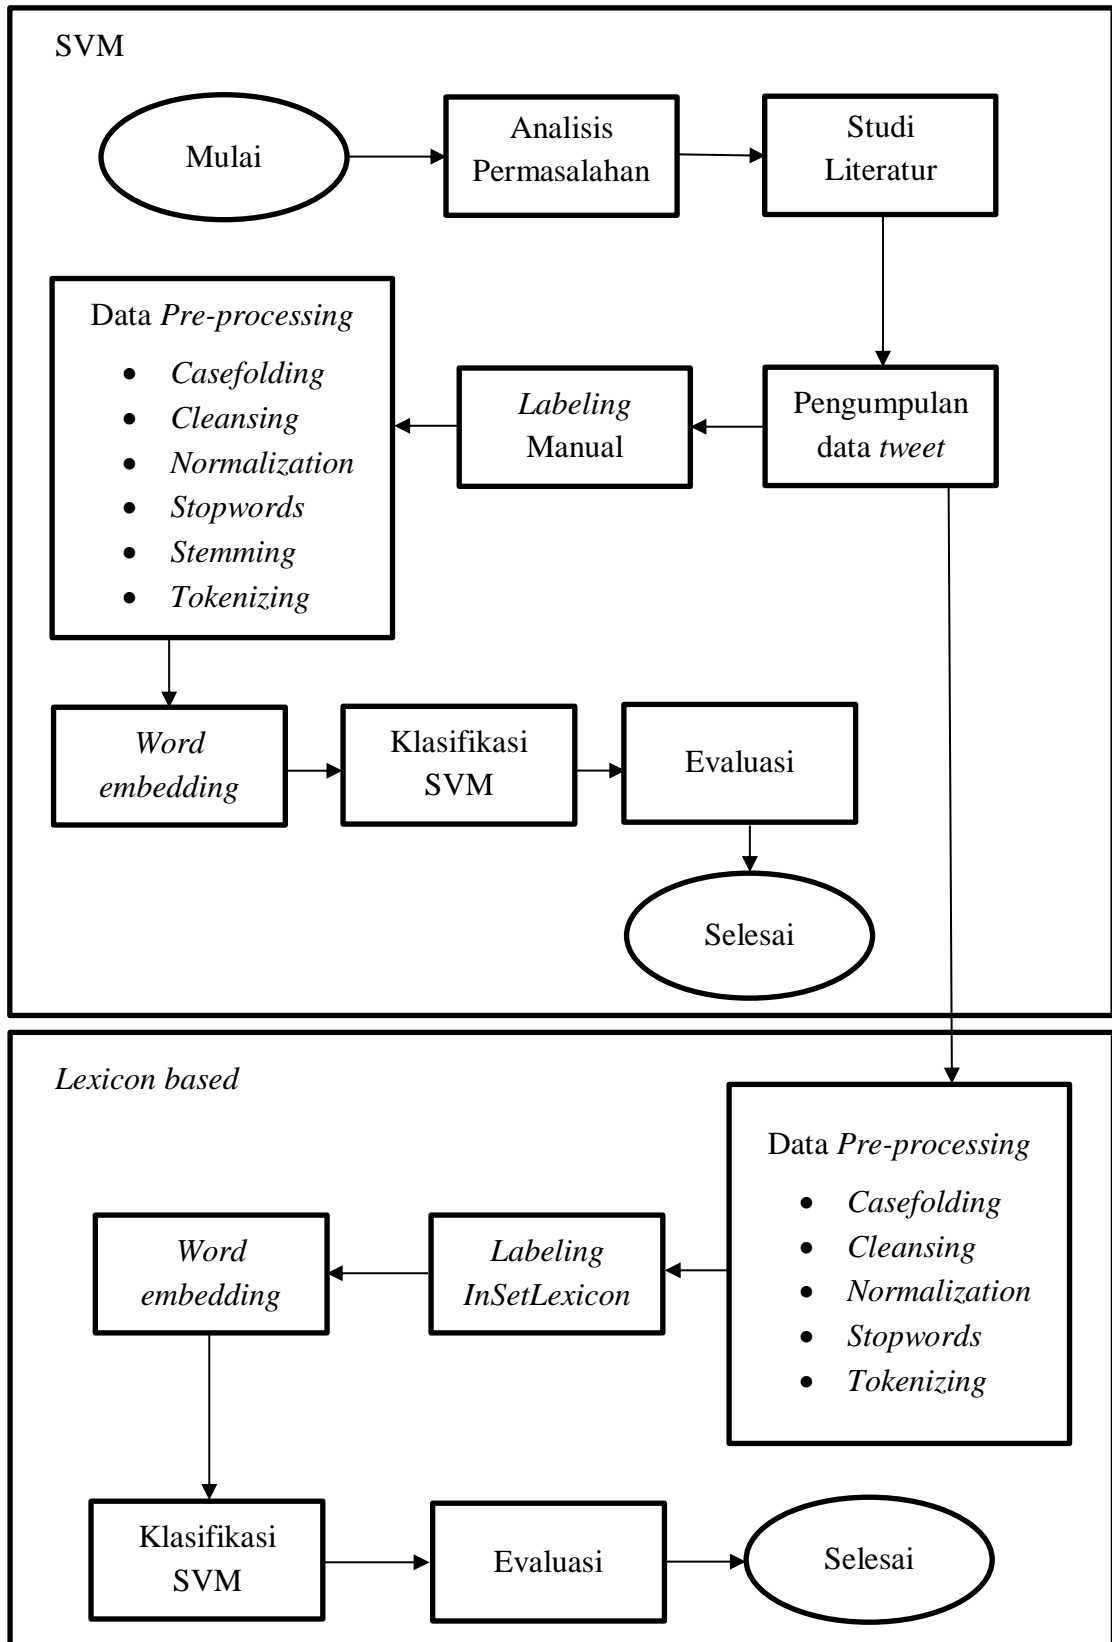 SVM
Mulai
Analisis
Permasalahan
Studi
Literatur
Data Pre-processing
• Casefolding
• Cleansing
• Normalization
• Stopwords
• Stemming
• Tokenizing
Labeling
Manual
Pengumpulan
data tweet
Word
embedding
Klasifikasi
SVM
Evaluasi
Selesai
Lexicon based
Data Pre-processing
• Casefolding
• Cleansing
• Normalization
• Stopwords
• Tokenizing
Labeling
InSetLexicon
Word
embedding
Klasifikasi
SVM
Evaluasi
Selesai